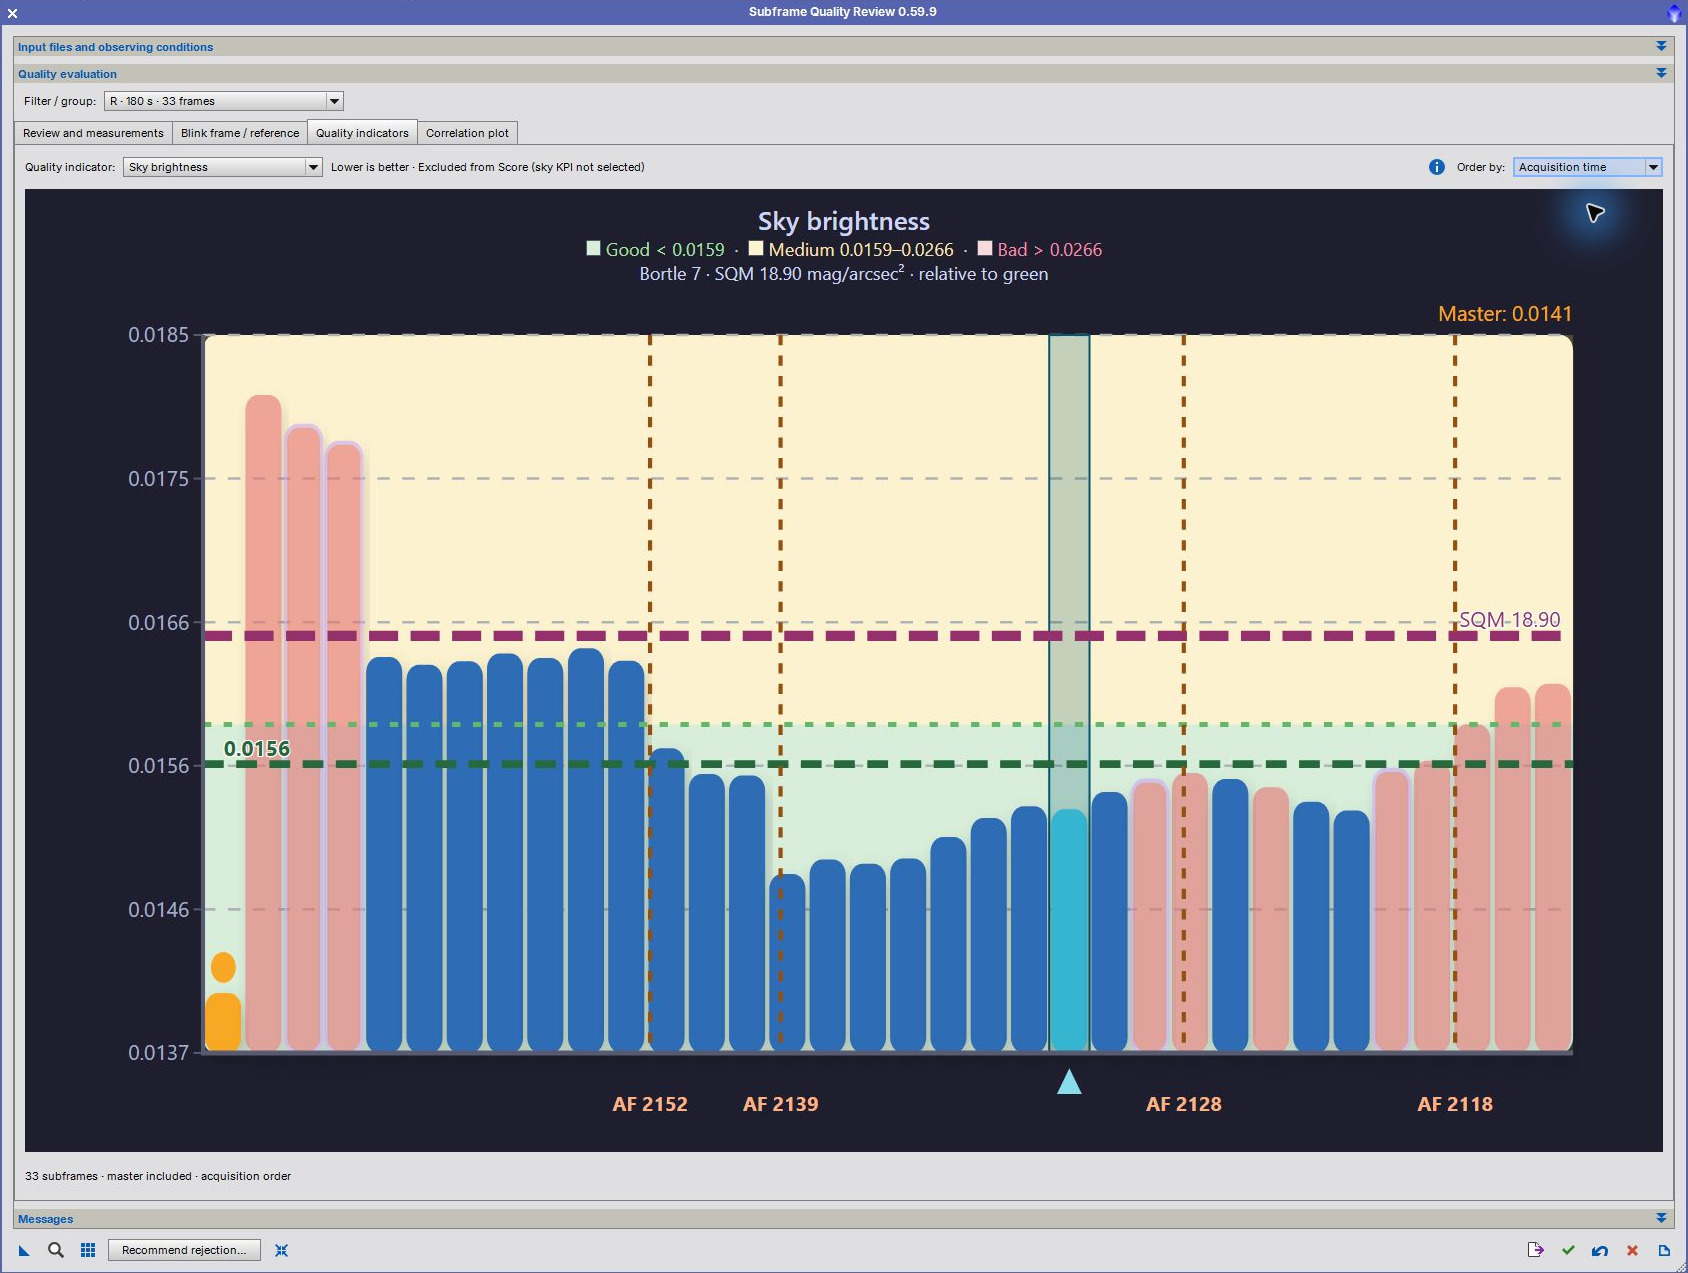 Subframe Quality Review 0.59.9
Input files and observing conditions
Quality evaluation
Filter / group: R · 180 s · 33 frames
Review and measurements Blink frame / reference Quality indicators Correlation plot
Quality indicator: Sky brightness Lower is better · Excluded from Score (sky KPI not selected) Order by: Acquisition time
Sky brightness
Good < 0.0159 · Medium 0.0159–0.0266 · Bad > 0.0266
Bortle 7 · SQM 18.90 mag/arcsec² · relative to green
Master: 0.0141
0.0185
0.0175
0.0166
SQM 18.90
0.0156
0.0156
0.0146
0.0137
AF 2152 AF 2139 AF 2128 AF 2118
33 subframes · master included · acquisition order
Messages
Recommend rejection...